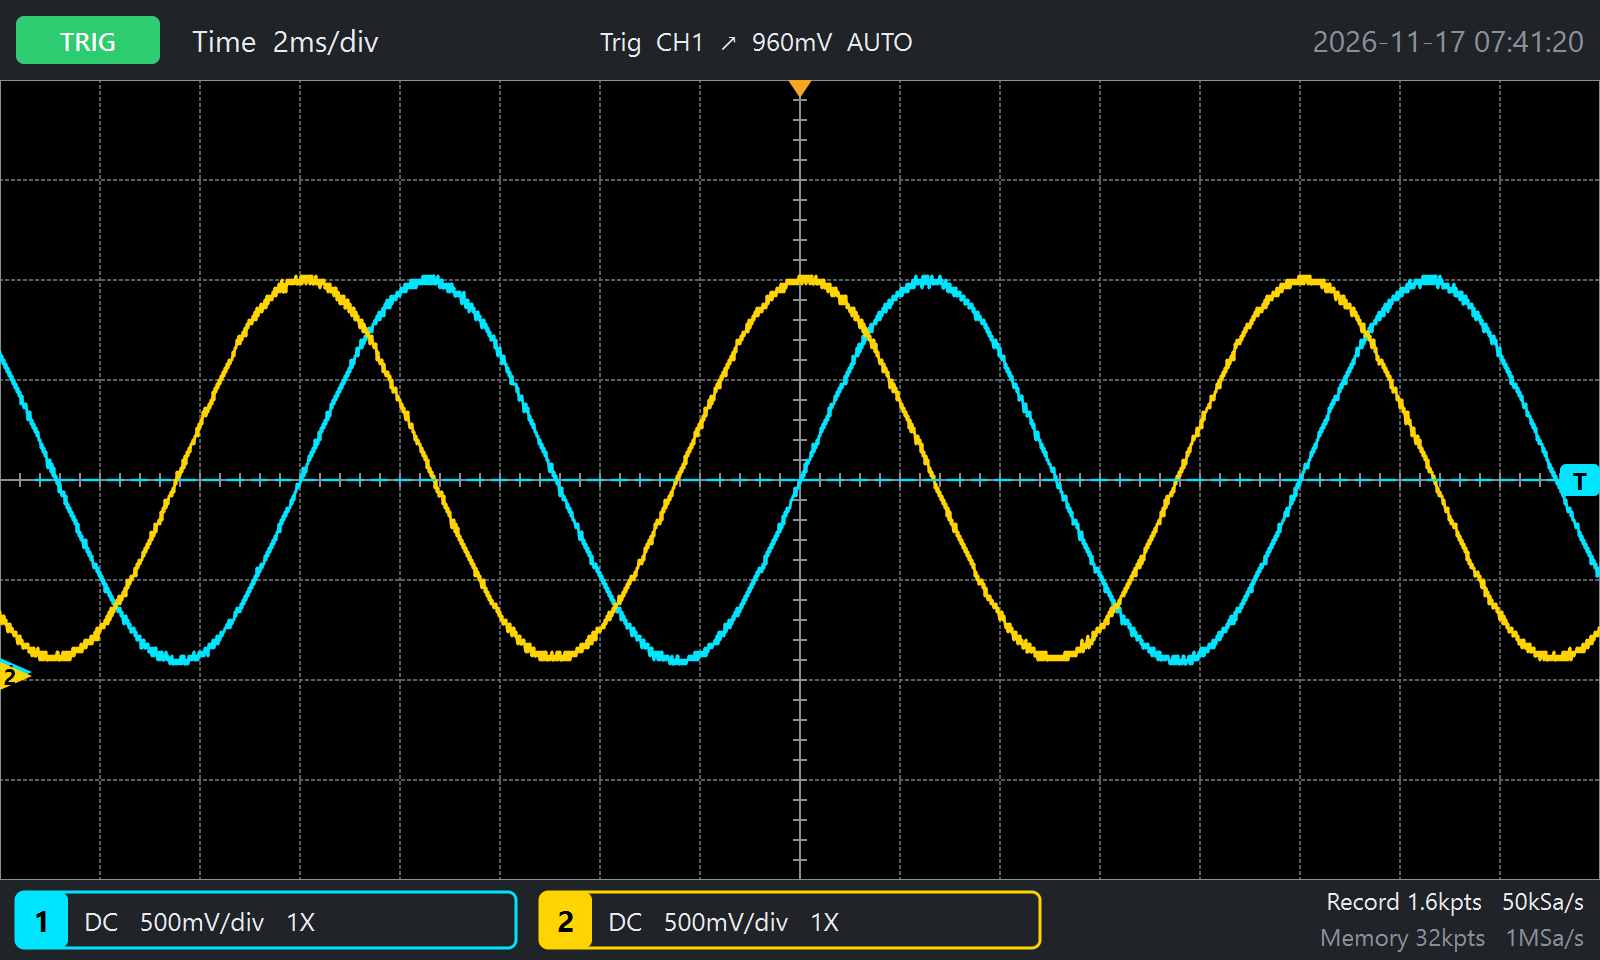 TRIG Time 2ms/div Trig CH1 ↗ 960mV AUTO 2026-11-17 07:41:20
T
2
1 DC 500mV/div 1X 2 DC 500mV/div 1X Record 1.6kpts 50kSa/s
Memory 32kpts 1MSa/s